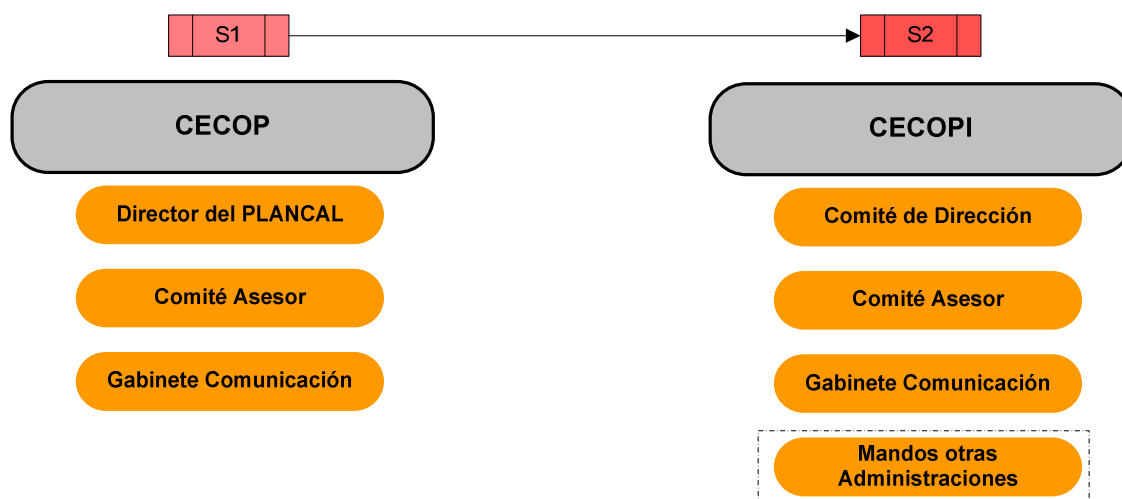 S1
S2
CECOP
CECOPI
Director del PLANCAL
Comité de Dirección
Comité Asesor
Comité Asesor
Gabinete Comunicación
Gabinete Comunicación
Mandos otras
Administraciones